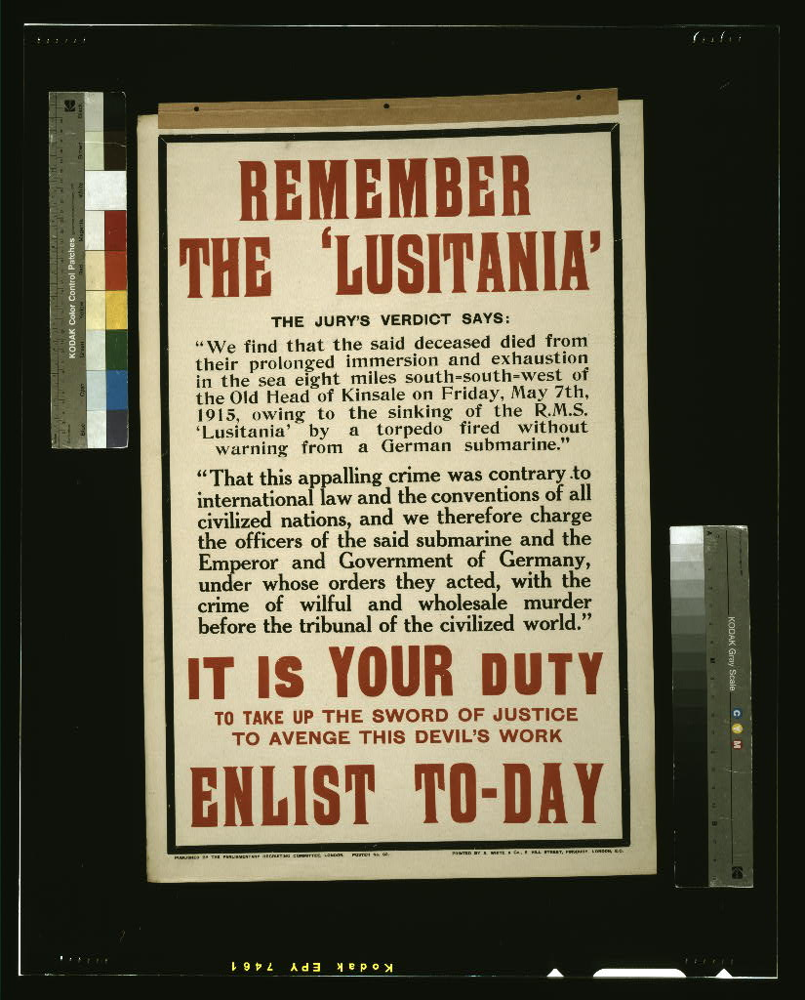 REMEMBER
THE 'LUSITANIA'
THE JURY'S VERDICT SAYS:
"We find that the said deceased died from
their prolonged immersion and exhaustion
in the sea eight miles south=south=west of
the Old Head of Kinsale on Friday, May 7th,
1915, owing to the sinking of the R.M.S.
'Lusitania' by a torpedo fired without
warning from a German submarine."
"That this appalling crime was contrary to
international law and the conventions of all
civilized nations, and we therefore charge
the officers of the said submarine and the
Emperor and Government of Germany,
under whose orders they acted, with the
crime of wilful and wholesale murder
before the tribunal of the civilized world."
IT IS YOUR DUTY
TO TAKE UP THE SWORD OF JUSTICE
TO AVENGE THIS DEVIL'S WORK
ENLIST TO-DAY
PUBLISHED BY THE PARLIAMENTARY RECRUITING COMMITTEE, LONDON. POSTER No.
PRINTED BY & Co., HILL STREET, FINSBURY, LONDON, E.C.
KODAK Color Control Patches
Blue
Cyan
White
Black
KODAK Gray Scale
C
Y
M
Kodak EPY 7461